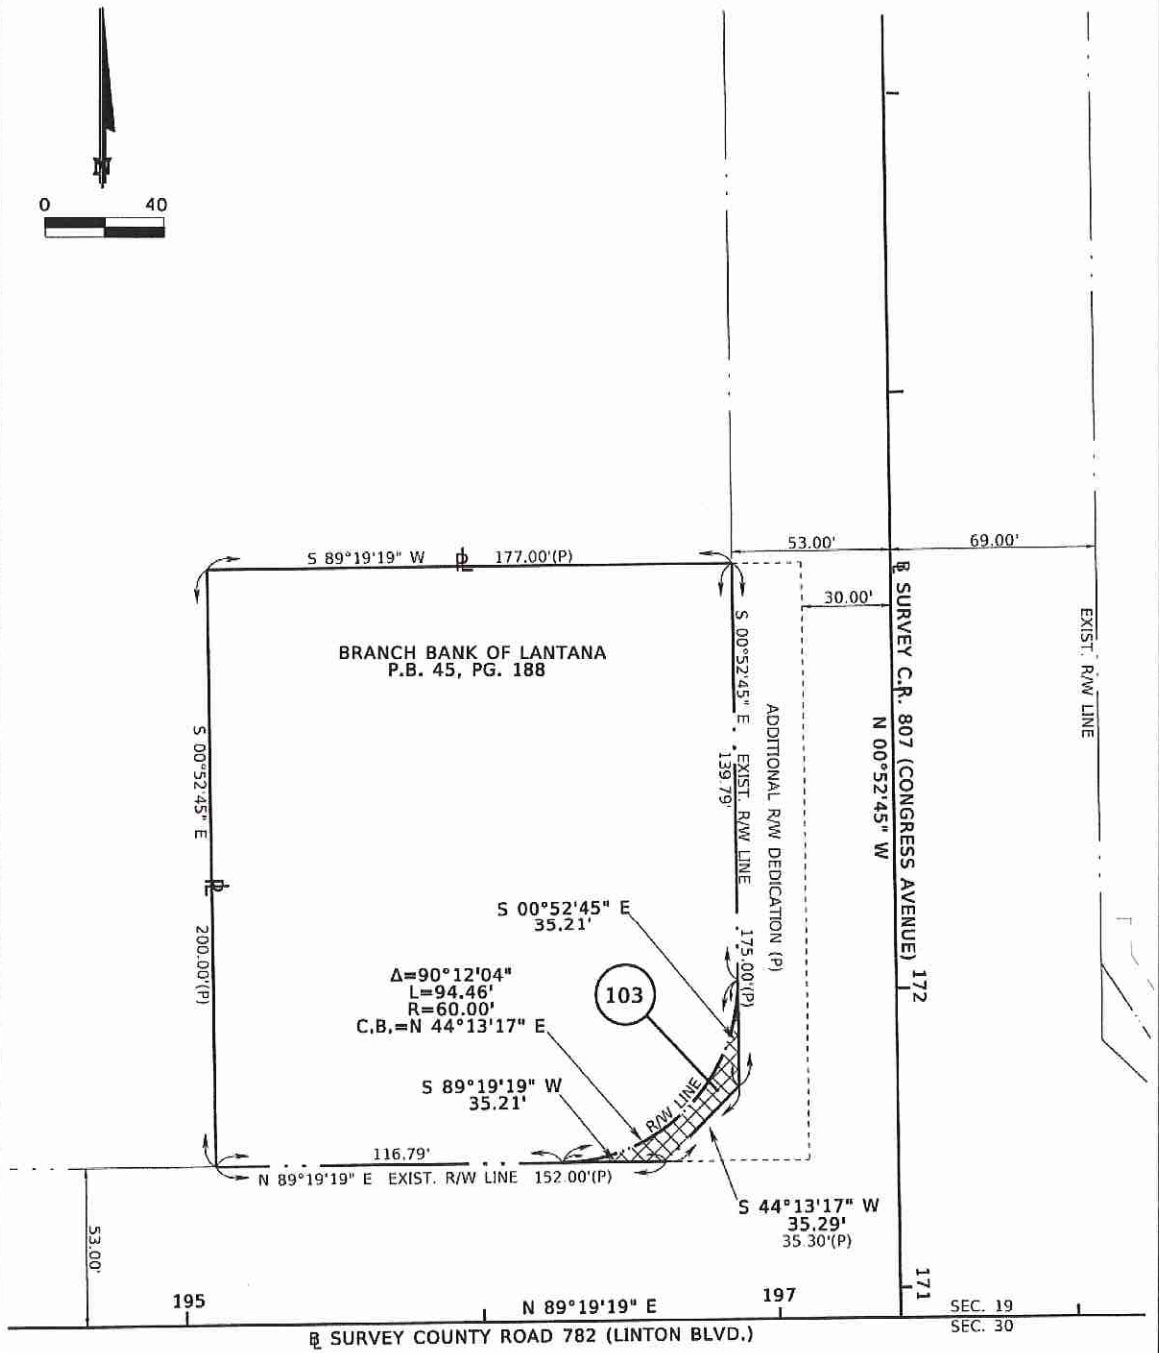 N
0 40
53.00'
69.00'
S 89°19'19" W
PL
177.00'(P)
30.00'
BRANCH BANK OF LANTANA
P.B. 45, PG. 188
S 00°52'45" E
PL
200.00'(P)
S 00°52'45" E EXIST. R/W LINE 175.00'(P)
139.79'
ADDITIONAL R/W DEDICATION (P)
BL SURVEY C.R. 807 (CONGRESS AVENUE)
N 00°52'45" W
EXIST. R/W LINE
172
171
S 00°52'45" E
35.21'
Δ=90°12'04"
L=94.46'
R=60.00'
C.B.=N 44°13'17" E
103
S 89°19'19" W
35.21'
R/W LINE
116.79'
N 89°19'19" E EXIST. R/W LINE 152.00'(P)
S 44°13'17" W
35.29'
35.30'(P)
53.00'
195
N 89°19'19" E
197
SEC. 19
SEC. 30
BL SURVEY COUNTY ROAD 782 (LINTON BLVD.)